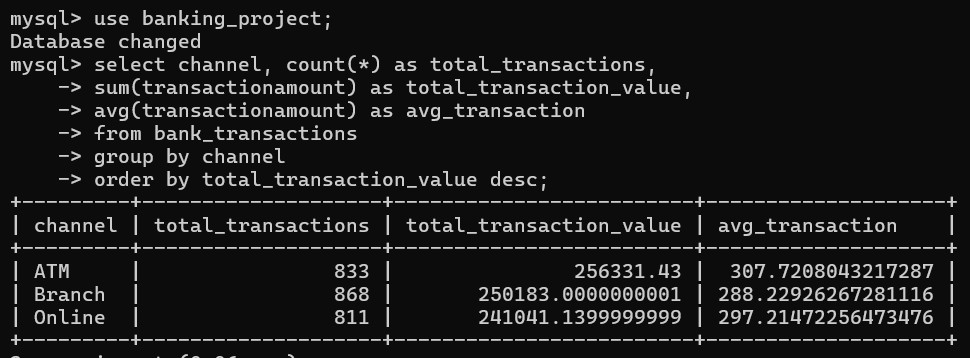 mysql> use banking_project;
Database changed
mysql> select channel, count(*) as total_transactions,
    -> sum(transactionamount) as total_transaction_value,
    -> avg(transactionamount) as avg_transaction
    -> from bank_transactions
    -> group by channel
    -> order by total_transaction_value desc;
+---------+--------------------+-------------------------+--------------------+
| channel | total_transactions | total_transaction_value | avg_transaction    |
+---------+--------------------+-------------------------+--------------------+
| ATM     |                833 |               256331.43 |  307.7208043217287 |
| Branch  |                868 |       250183.0000000001 | 288.22926267281116 |
| Online  |                811 |       241041.1399999999 | 297.21472256473476 |
+---------+--------------------+-------------------------+--------------------+